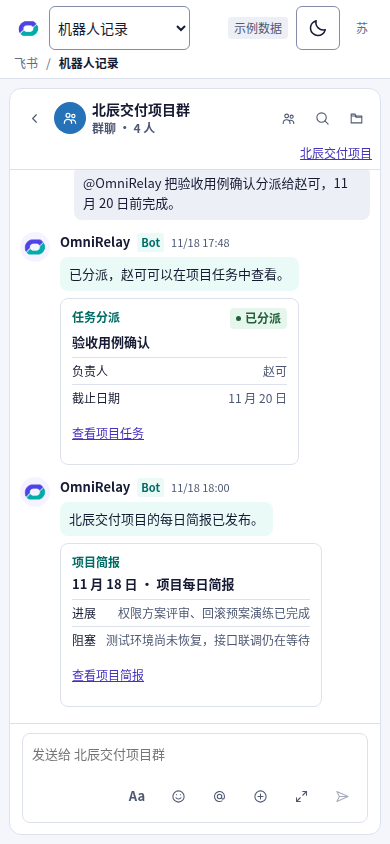 机器人记录
示例数据
苏
飞书 / 机器人记录
北辰交付项目群
群聊 · 4 人
北辰交付项目
@OmniRelay 把验收用例确认分派给赵可，11
月 20 日前完成。
OmniRelay Bot 11/18 17:48
已分派，赵可可以在项目任务中查看。
任务分派 已分派
验收用例确认
负责人 赵可
截止日期 11 月 20 日
查看项目任务
OmniRelay Bot 11/18 18:00
北辰交付项目的每日简报已发布。
项目简报
11 月 18 日 · 项目每日简报
进展 权限方案评审、回滚预案演练已完成
阻塞 测试环境尚未恢复，接口联调仍在等待
查看项目简报
发送给 北辰交付项目群
Aa